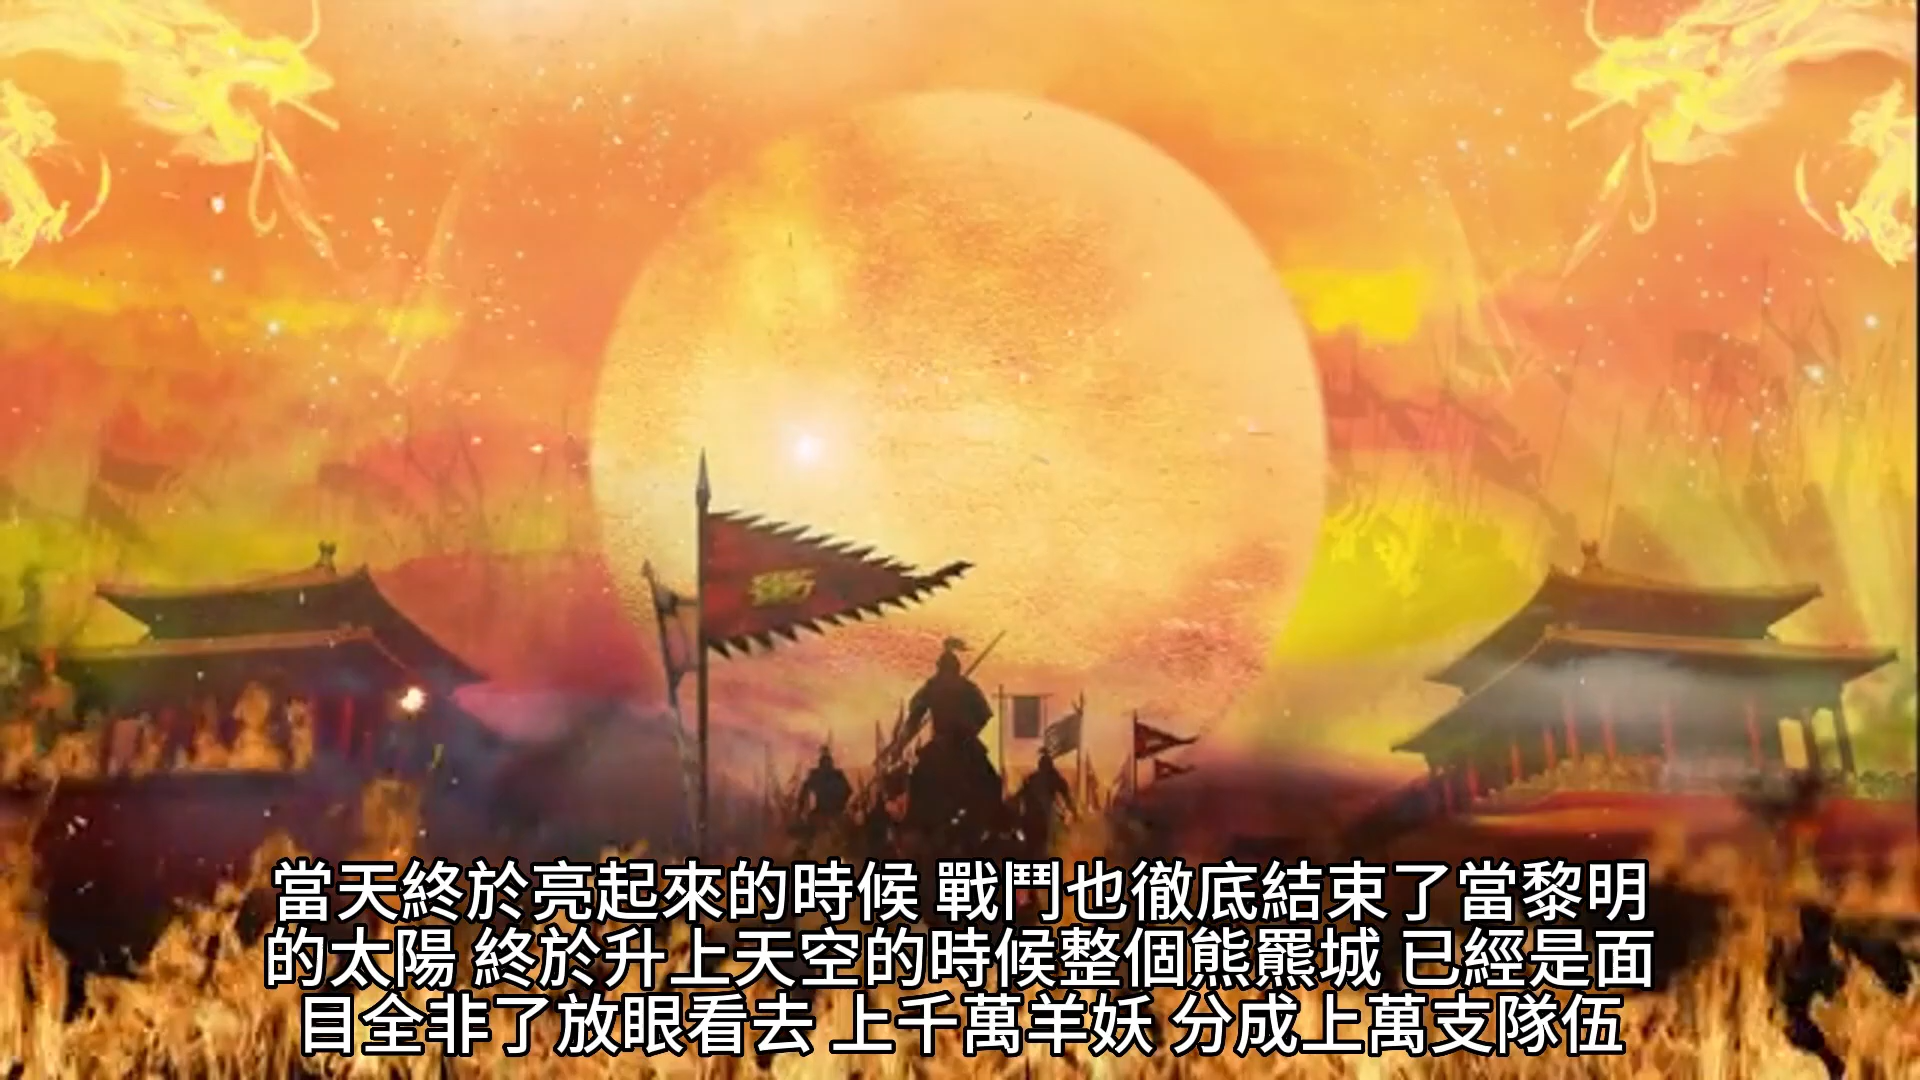 當天終於亮起來的時候 戰鬥也徹底結束了當黎明
的太陽 終於升上天空的時候整個熊羆城 已經是面
目全非了放眼看去 上千萬羊妖 分成上萬支隊伍